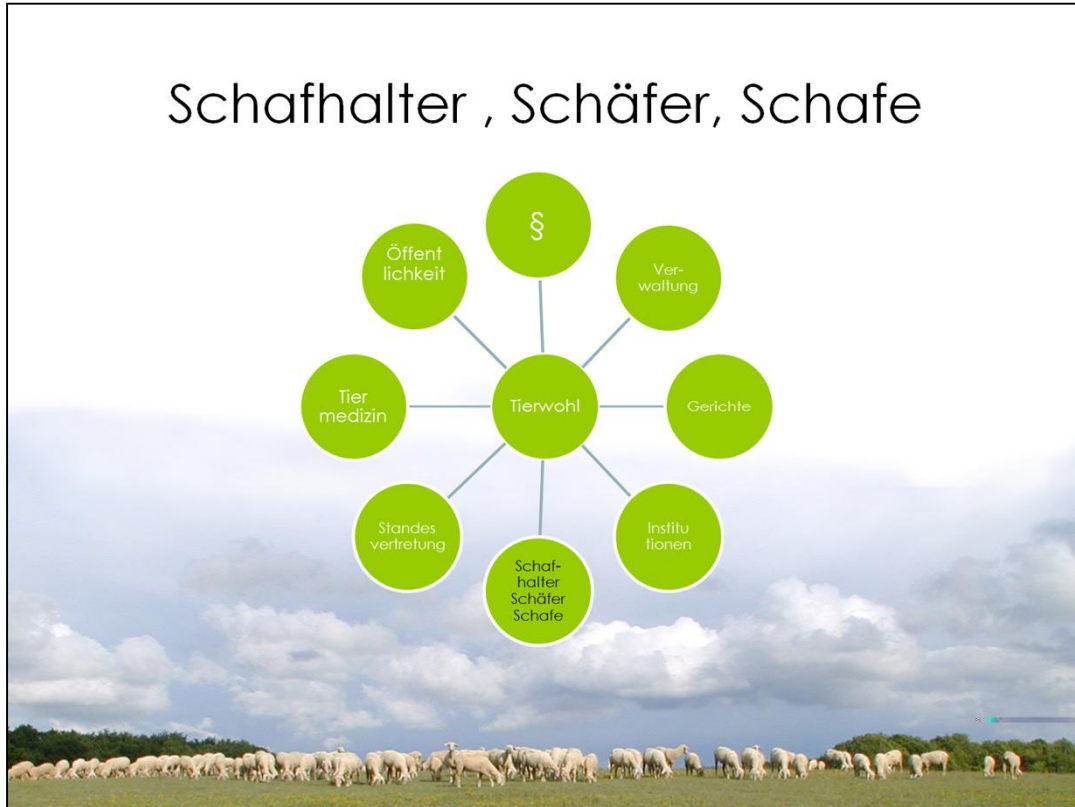 Schafhalter , Schäfer, Schafe
§
Öffent
lichkeit
Ver-
waltung
Tier
medizin
Tierwohl
Gerichte
Standes
vertretung
Institu
tionen
Schaf-
halter
Schäfer
Schafe